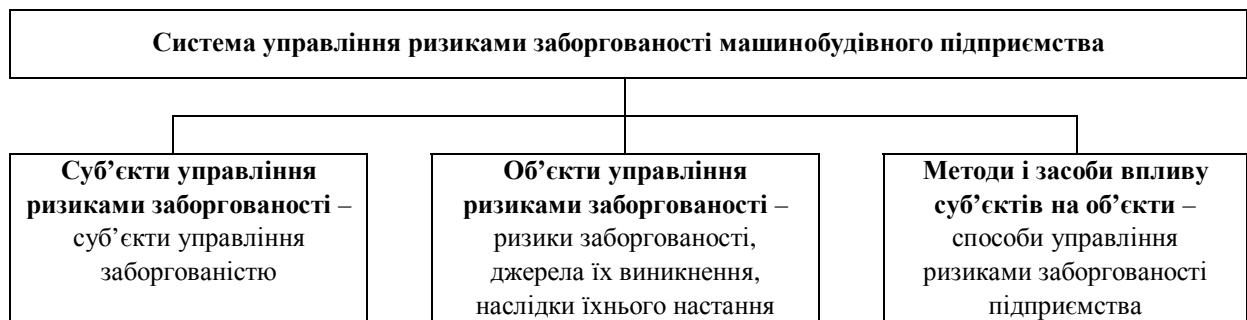 Система управління ризиками заборгованості машинобудівного підприємства
Суб’єкти управління
ризиками заборгованості –
суб’єкти управління
заборгованістю
Об’єкти управління
ризиками заборгованості –
ризики заборгованості,
джерела їх виникнення,
наслідки їхнього настання
Методи і засоби впливу
суб’єктів на об’єкти –
способи управління
ризиками заборгованості
підприємства